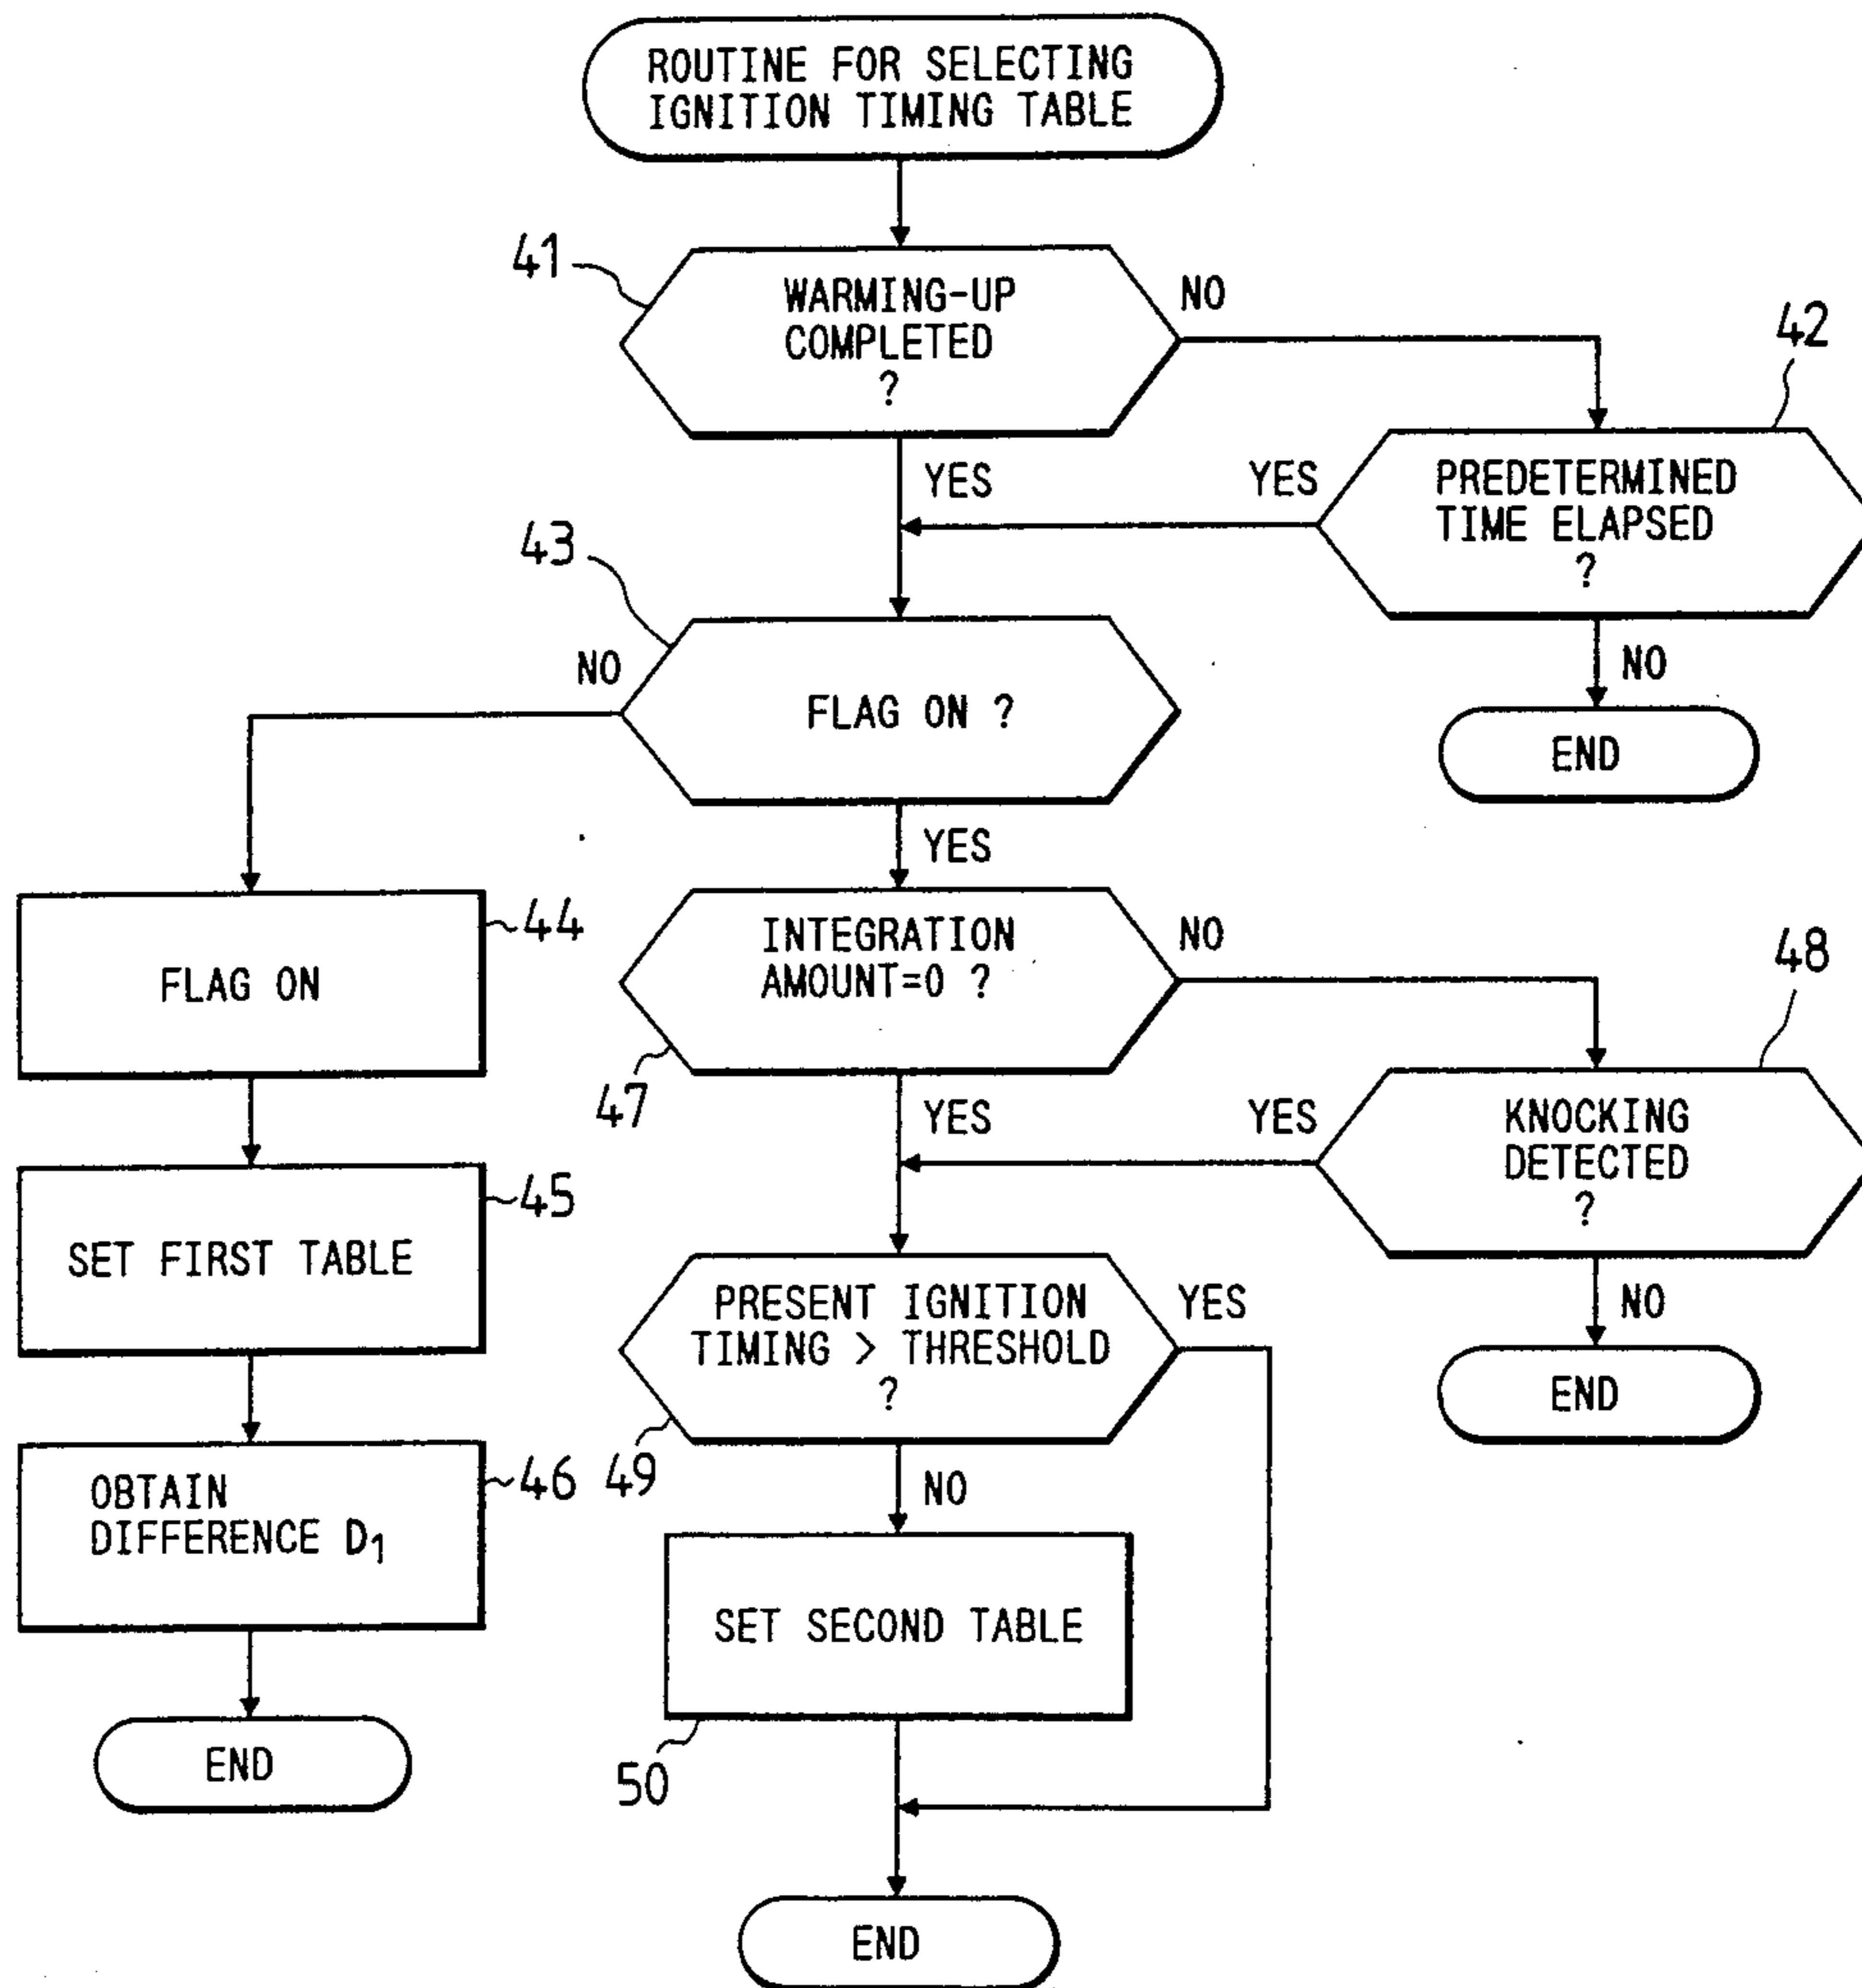 ROUTINE FOR SELECTING
IGNITION TIMING TABLE
41
WARMING-UP
COMPLETED
?
NO
YES
42
PREDETERMINED
TIME ELAPSED
?
YES
NO
END
43
FLAG ON ?
NO
YES
44
FLAG ON
45
SET FIRST TABLE
46
OBTAIN
DIFFERENCE D₁
END
47
INTEGRATION
AMOUNT=0 ?
NO
YES
48
KNOCKING
DETECTED
?
YES
NO
END
49
PRESENT IGNITION
TIMING > THRESHOLD
?
YES
NO
50
SET SECOND TABLE
END